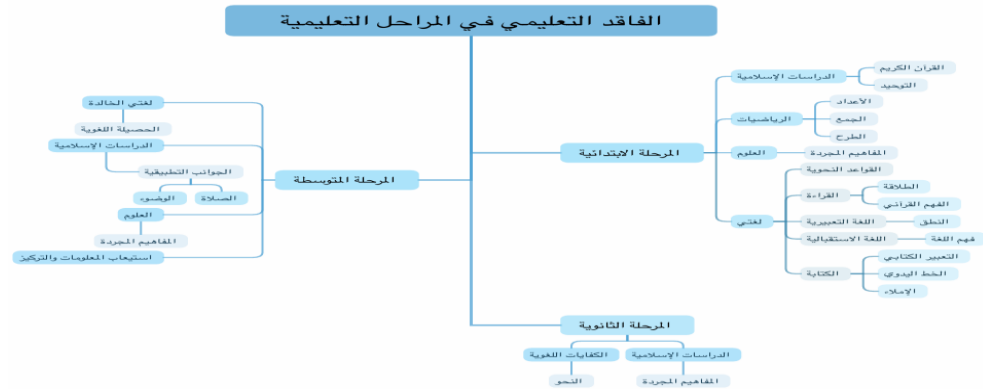 الفاقد التعليمي في المراحل التعليمية
المرحلة الابتدائية
الدراسات الإسلامية
القرآن الكريم
التوحيد
الرياضيات
الأعداد
الجمع
الطرح
العلوم
المفاهيم المجردة
لغتي
القواعد النحوية
القراءة
الطلاقة
الفهم القرائي
اللغة التعبيرية
النطق
اللغة الاستقبالية
فهم اللغة
الكتابة
التعبير الكتابي
الخط اليدوي
الإملاء
المرحلة المتوسطة
لغتي الخالدة
الحصيلة اللغوية
الدراسات الإسلامية
الجوانب التطبيقية
الصلاة
الوضوء
العلوم
المفاهيم المجردة
استيعاب المعلومات والتركيز
المرحلة الثانوية
الدراسات الإسلامية
المفاهيم المجردة
الكفايات اللغوية
النحو